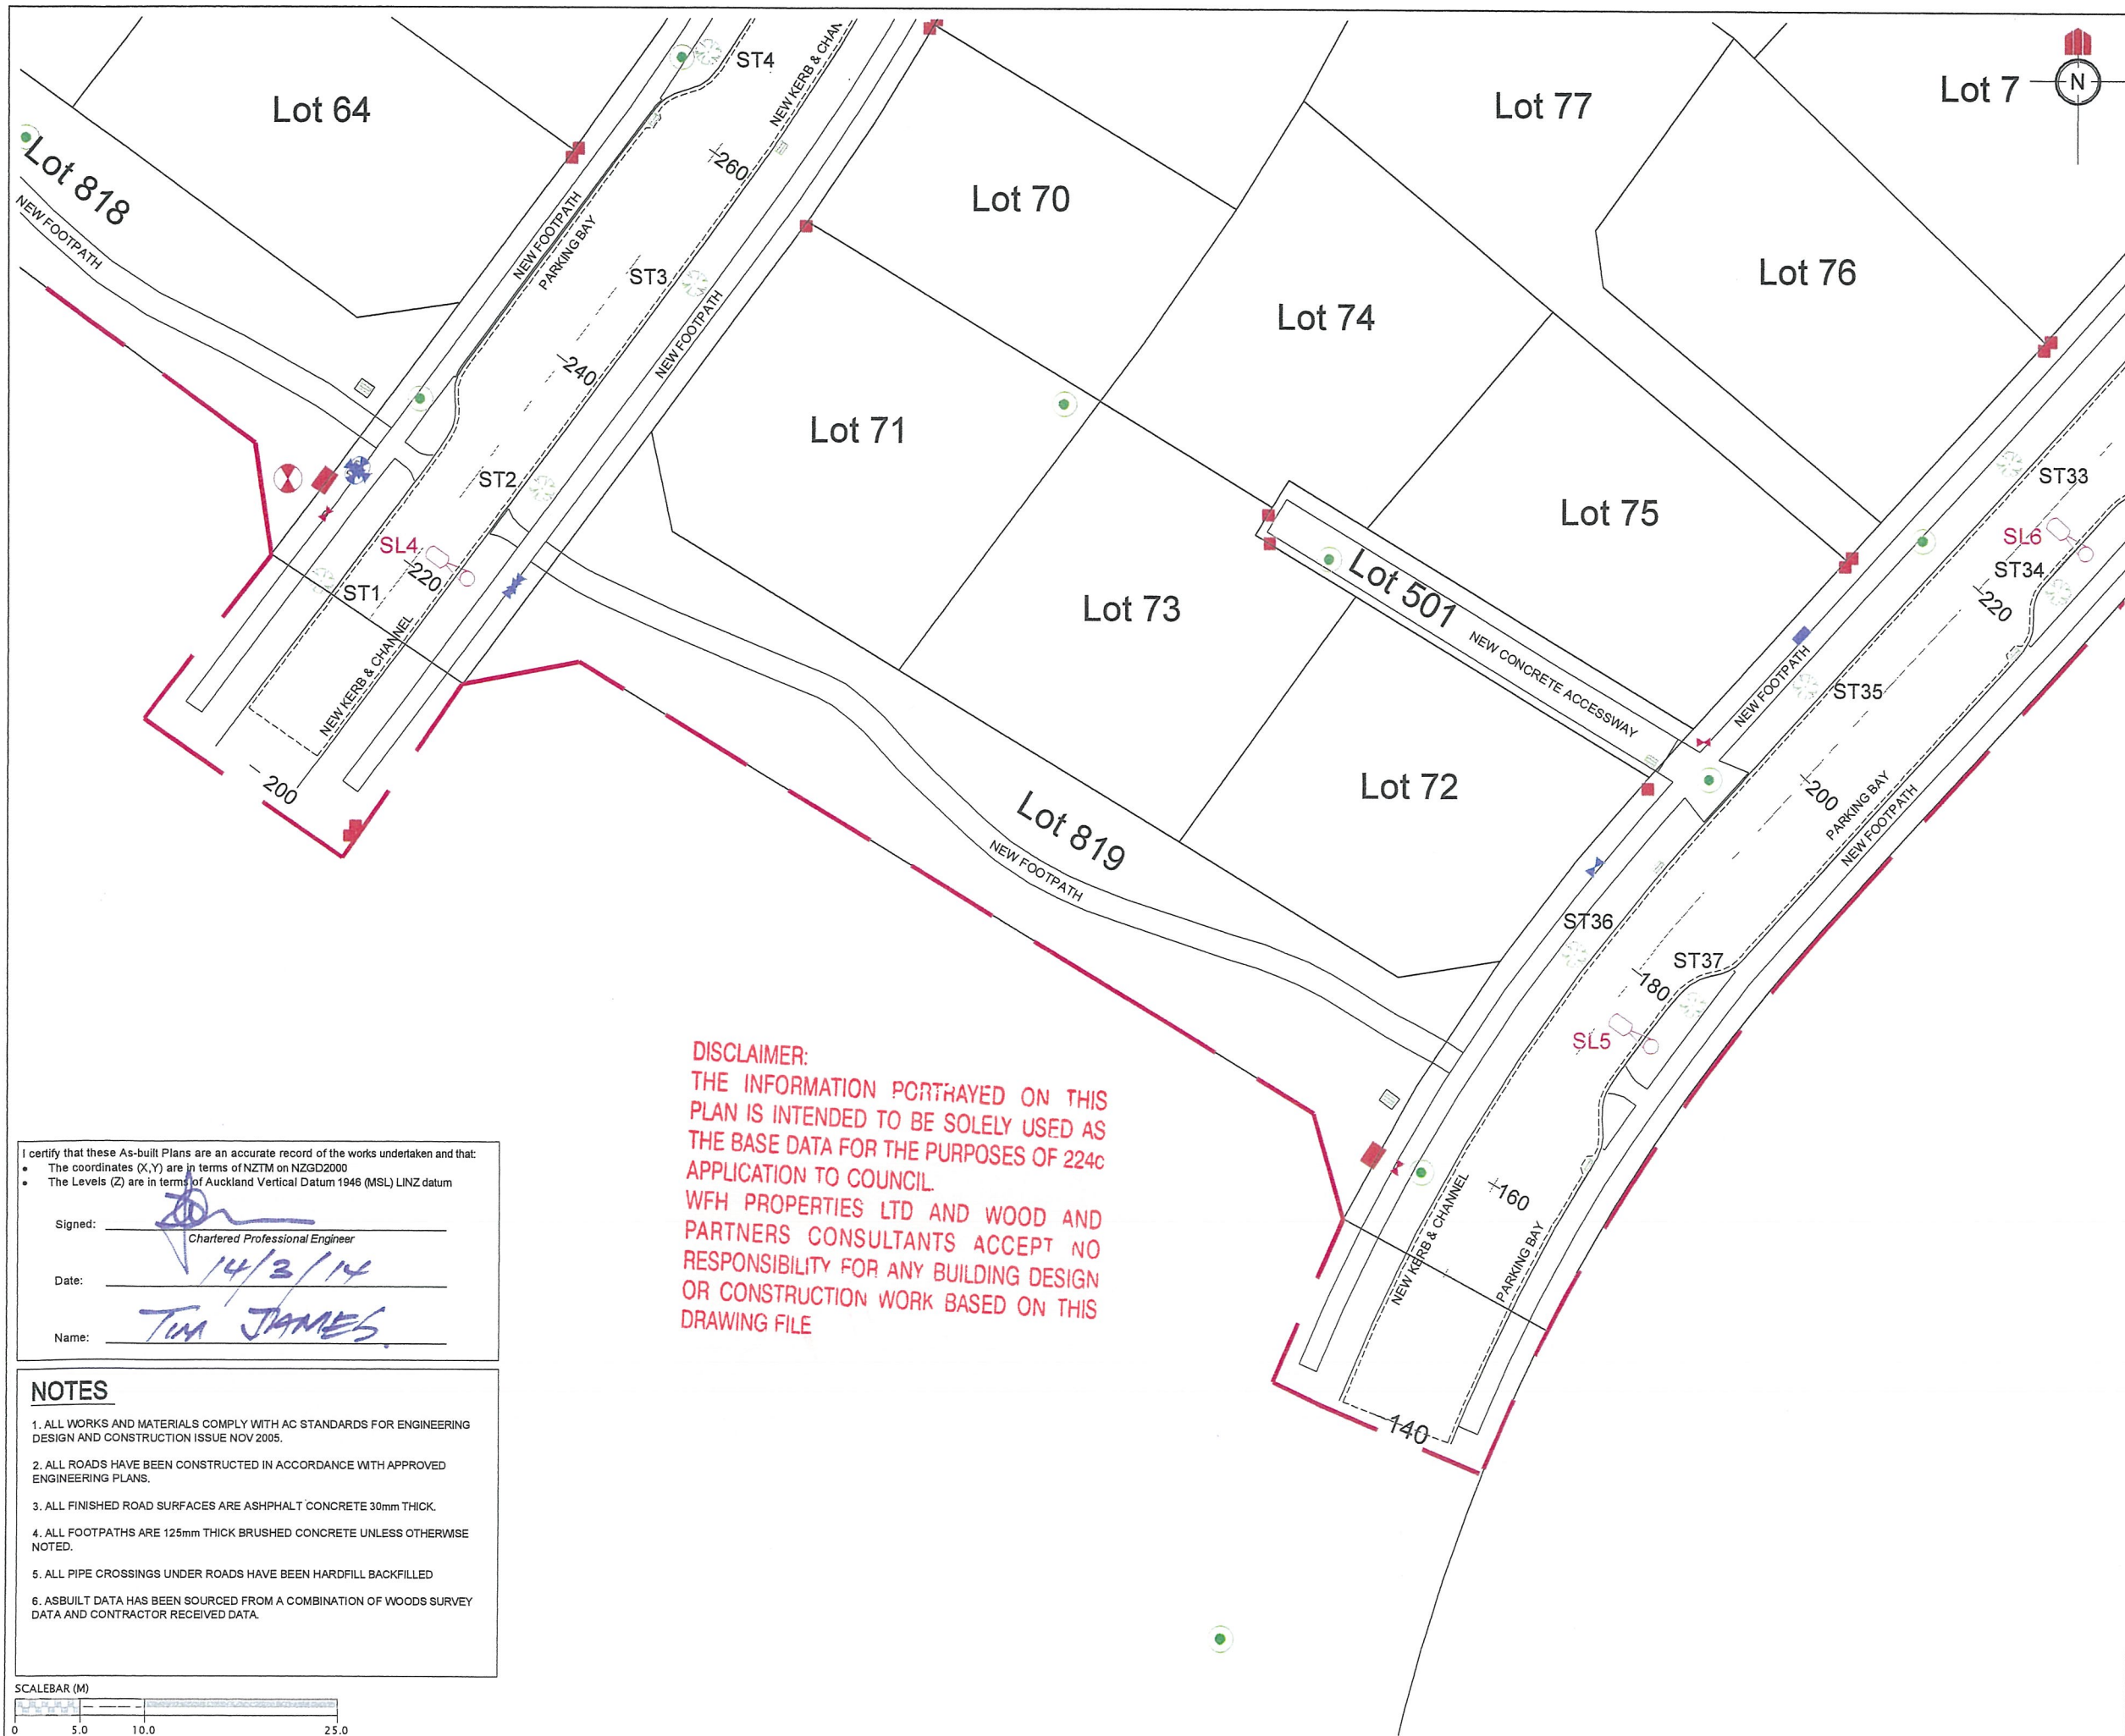 ST4
NEW KERB & CHAN
Lot 64
Lot 77
Lot 7
N
Lot 818
NEW FOOTPATH
260
Lot 70
NEW FOOTPATH
PARKING BAY
ST3
Lot 76
NEW FOOTPATH
Lot 74
240
Lot 71
ST2
ST33
Lot 75
SL6
SL4
220
ST1
ST34
220
Lot 501
NEW CONCRETE ACCESSWAY
Lot 73
NEW KERB & CHANNEL
NEW FOOTPATH
ST35
200
200
PARKING BAY
NEW FOOTPATH
Lot 72
Lot 819
NEW FOOTPATH
ST36
ST37
180
SL5
160
NEW KERB & CHANNEL
PARKING BAY
140
DISCLAIMER:
THE INFORMATION PORTRAYED ON THIS
PLAN IS INTENDED TO BE SOLELY USED AS
THE BASE DATA FOR THE PURPOSES OF 224c
APPLICATION TO COUNCIL.
WFH PROPERTIES LTD AND WOOD AND
PARTNERS CONSULTANTS ACCEPT NO
RESPONSIBILITY FOR ANY BUILDING DESIGN
OR CONSTRUCTION WORK BASED ON THIS
DRAWING FILE
I certify that these As-built Plans are an accurate record of the works undertaken and that:
• The coordinates (X,Y) are in terms of NZTM on NZGD2000
• The Levels (Z) are in terms of Auckland Vertical Datum 1946 (MSL) LINZ datum
Signed:
Chartered Professional Engineer
Date: 14/3/14
Name: TIM JAMES
NOTES
1. ALL WORKS AND MATERIALS COMPLY WITH AC STANDARDS FOR ENGINEERING
DESIGN AND CONSTRUCTION ISSUE NOV 2005.
2. ALL ROADS HAVE BEEN CONSTRUCTED IN ACCORDANCE WITH APPROVED
ENGINEERING PLANS.
3. ALL FINISHED ROAD SURFACES ARE ASHPHALT CONCRETE 30mm THICK.
4. ALL FOOTPATHS ARE 125mm THICK BRUSHED CONCRETE UNLESS OTHERWISE
NOTED.
5. ALL PIPE CROSSINGS UNDER ROADS HAVE BEEN HARDFILL BACKFILLED
6. ASBUILT DATA HAS BEEN SOURCED FROM A COMBINATION OF WOODS SURVEY
DATA AND CONTRACTOR RECEIVED DATA.
SCALEBAR (M)
0 5.0 10.0 25.0